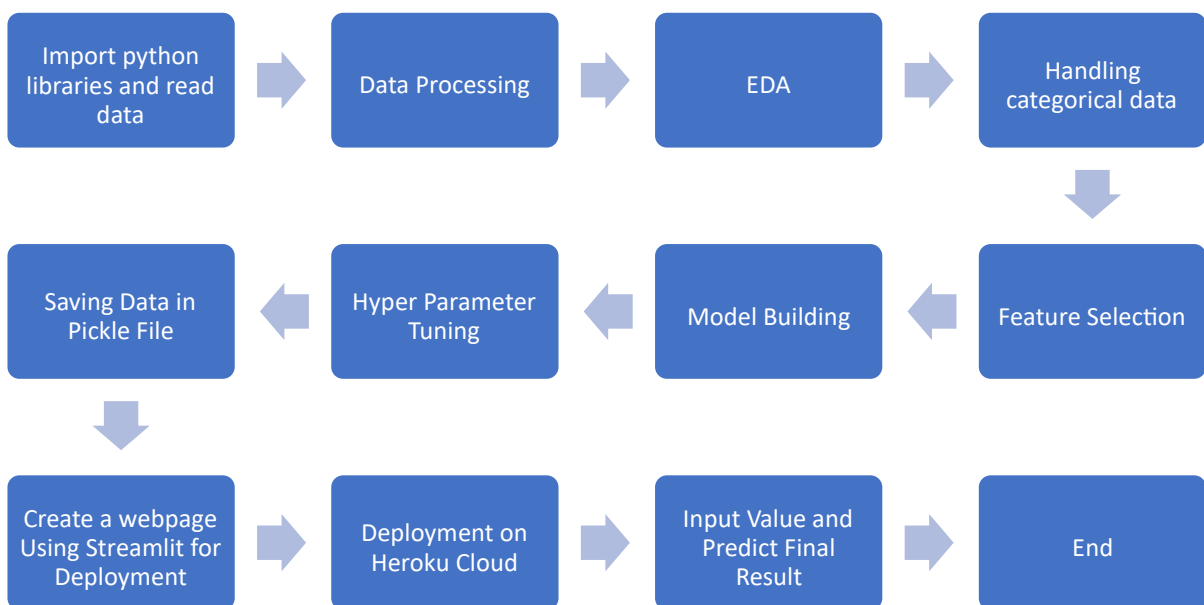 Import python
libraries and read
data
Data Processing
EDA
Handling
categorical data
Feature Selection
Model Building
Hyper Parameter
Tuning
Saving Data in
Pickle File
Create a webpage
Using Streamlit for
Deployment
Deployment on
Heroku Cloud
Input Value and
Predict Final
Result
End